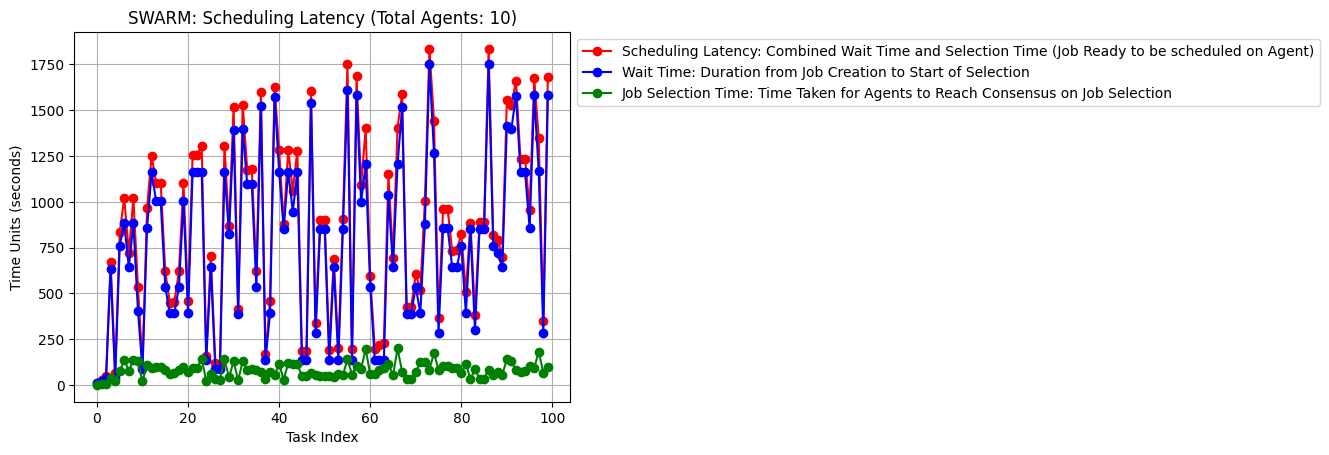 SWARM: Scheduling Latency (Total Agents: 10)
Scheduling Latency: Combined Wait Time and Selection Time (Job Ready to be scheduled on Agent)
Wait Time: Duration from Job Creation to Start of Selection
Job Selection Time: Time Taken for Agents to Reach Consensus on Job Selection
Time Units (seconds)
1750
1500
1250
1000
750
500
250
0
0 20 40 60 80 100
Task Index